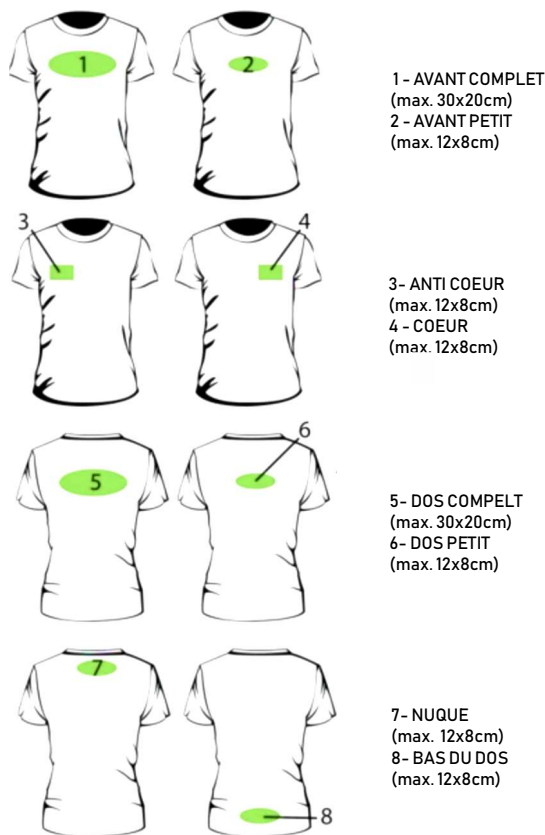 1
2
1 - AVANT COMPLET
(max. 30x20cm)
2 - AVANT PETIT
(max. 12x8cm)
3
4
3- ANTI COEUR
(max. 12x8cm)
4 - COEUR
(max. 12x8cm)
5
6
5- DOS COMPELT
(max. 30x20cm)
6- DOS PETIT
(max. 12x8cm)
7
8
7- NUQUE
(max. 12x8cm)
8- BAS DU DOS
(max. 12x8cm)